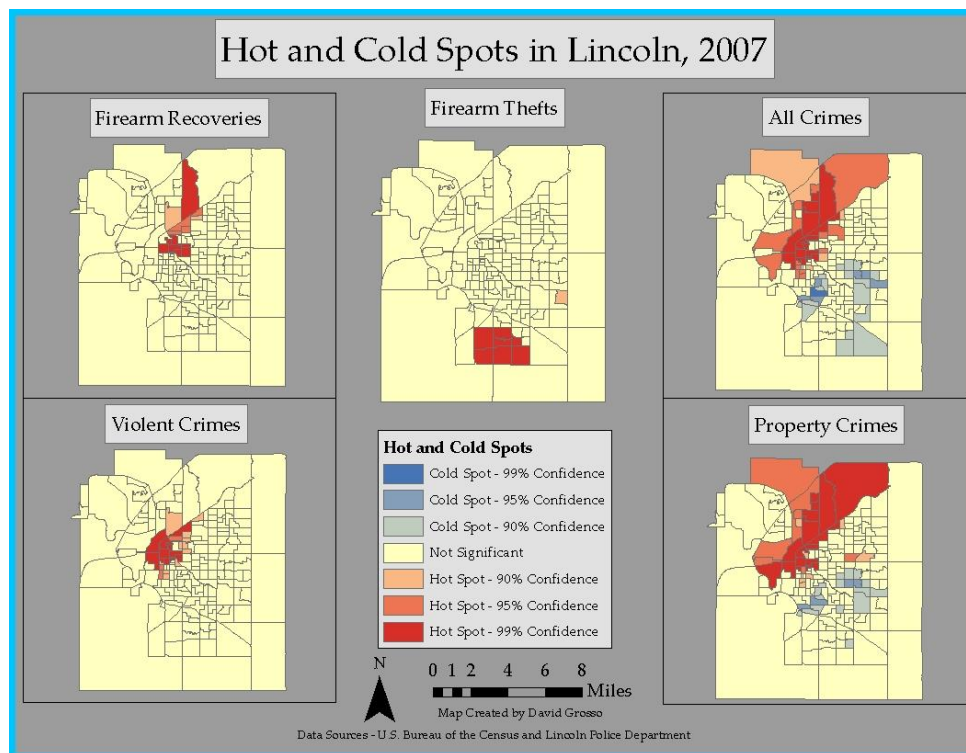 Hot and Cold Spots in Lincoln, 2007
Firearm Recoveries
Firearm Thefts
All Crimes
Violent Crimes
Property Crimes
Hot and Cold Spots
Cold Spot - 99% Confidence
Cold Spot - 95% Confidence
Cold Spot - 90% Confidence
Not Significant
Hot Spot - 90% Confidence
Hot Spot - 95% Confidence
Hot Spot - 99% Confidence
N
0 1 2 4 6 8
Miles
Map Created by David Grosso
Data Sources - U.S. Bureau of the Census and Lincoln Police Department